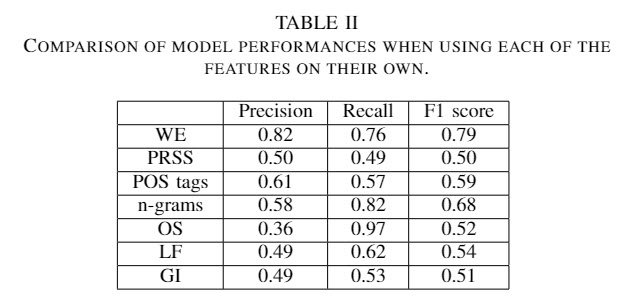 TABLE II
COMPARISON OF MODEL PERFORMANCES WHEN USING EACH OF THE
FEATURES ON THEIR OWN.
Precision Recall F1 score
WE 0.82 0.76 0.79
PRSS 0.50 0.49 0.50
POS tags 0.61 0.57 0.59
n-grams 0.58 0.82 0.68
OS 0.36 0.97 0.52
LF 0.49 0.62 0.54
GI 0.49 0.53 0.51